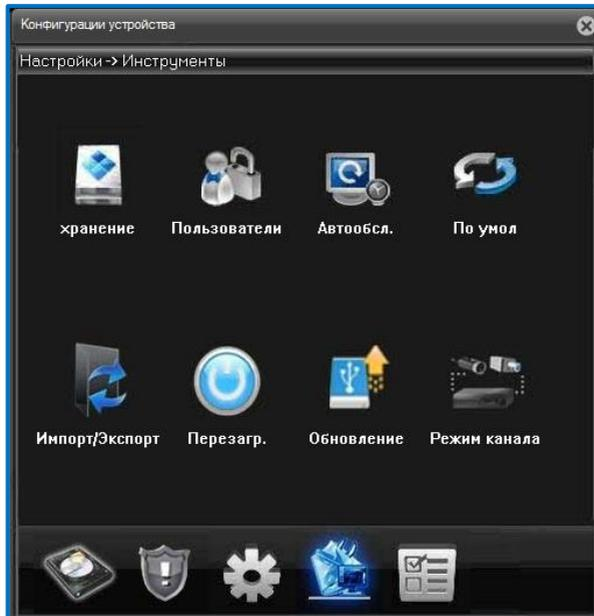 Конфигурации устройства
Настройки -> Инструменты
хранение Пользователи Автообсл. По умол
Импорт/Экспорт Перезагр. Обновление Режим канала